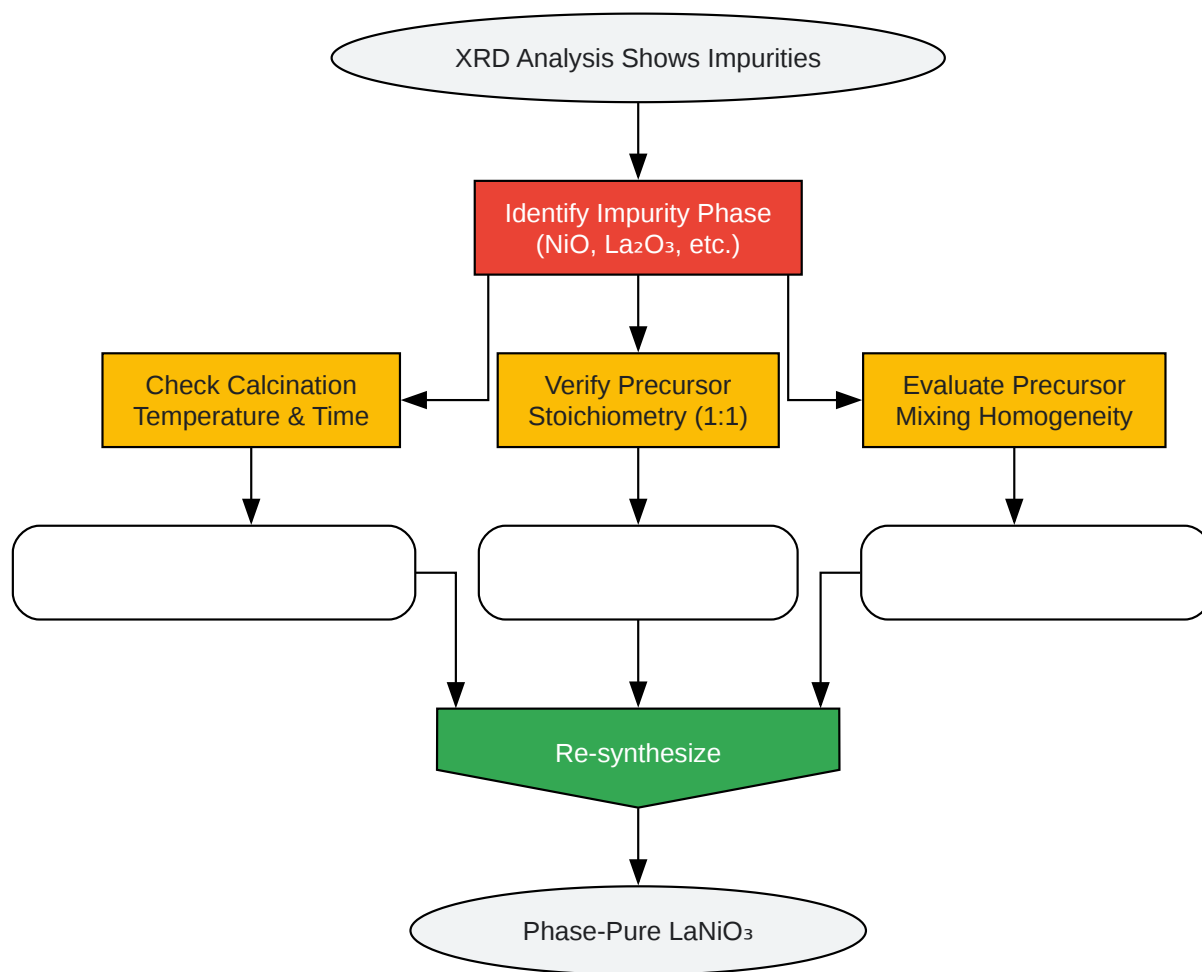 XRD Analysis Shows Impurities
Identify Impurity Phase
(NiO, La₂O₃, etc.)
Check Calcination
Temperature & Time
Verify Precursor
Stoichiometry (1:1)
Evaluate Precursor
Mixing Homogeneity
Re-synthesize
Phase-Pure LaNiO₃